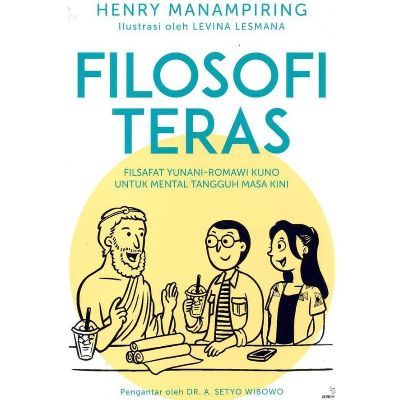 HENRY MANAMPIRING
Ilustrasi oleh LEVINA LESMANA
FILOSOFI
TERAS
FILSAFAT YUNANI-ROMAWI KUNO
UNTUK MENTAL TANGGUH MASA KINI
Pengantar oleh DR. A. SETYO WIBOWO